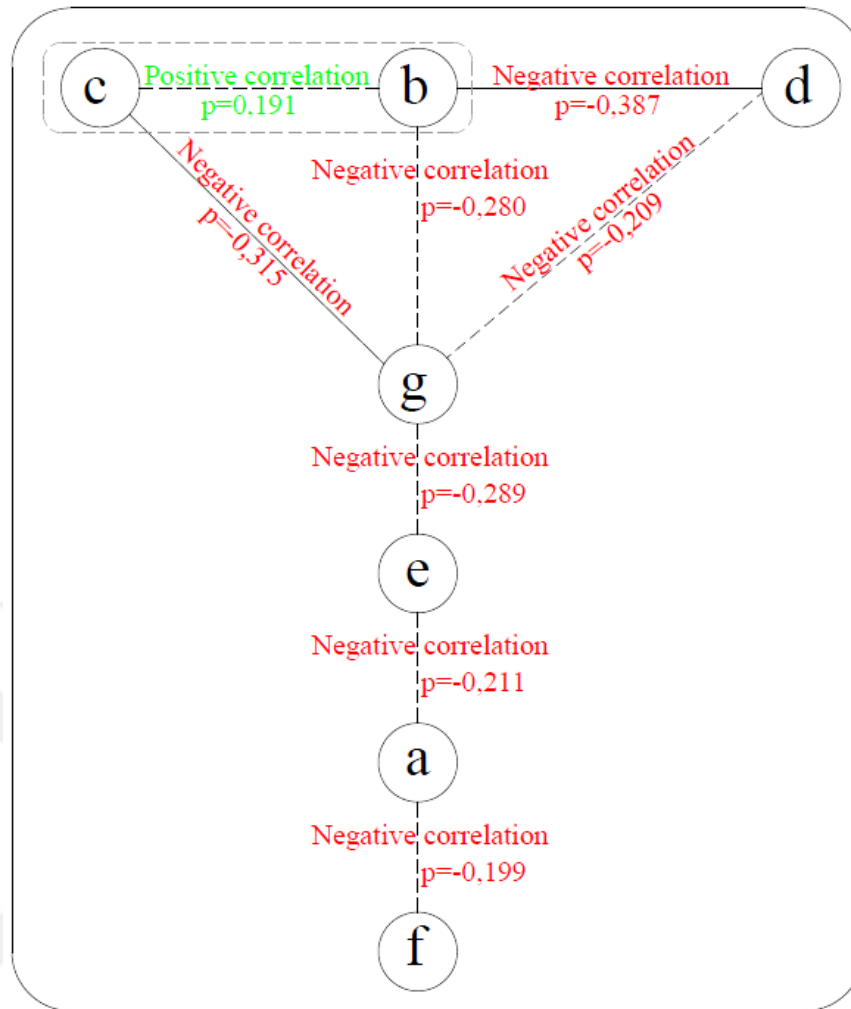 c
Positive correlation
p=0,191
b
Negative correlation
p=-0,387
d
Negative correlation
p=-0,315
Negative correlation
p=-0,280
Negative correlation
p=-0,209
g
Negative correlation
p=-0,289
e
Negative correlation
p=-0,211
a
Negative correlation
p=-0,199
f